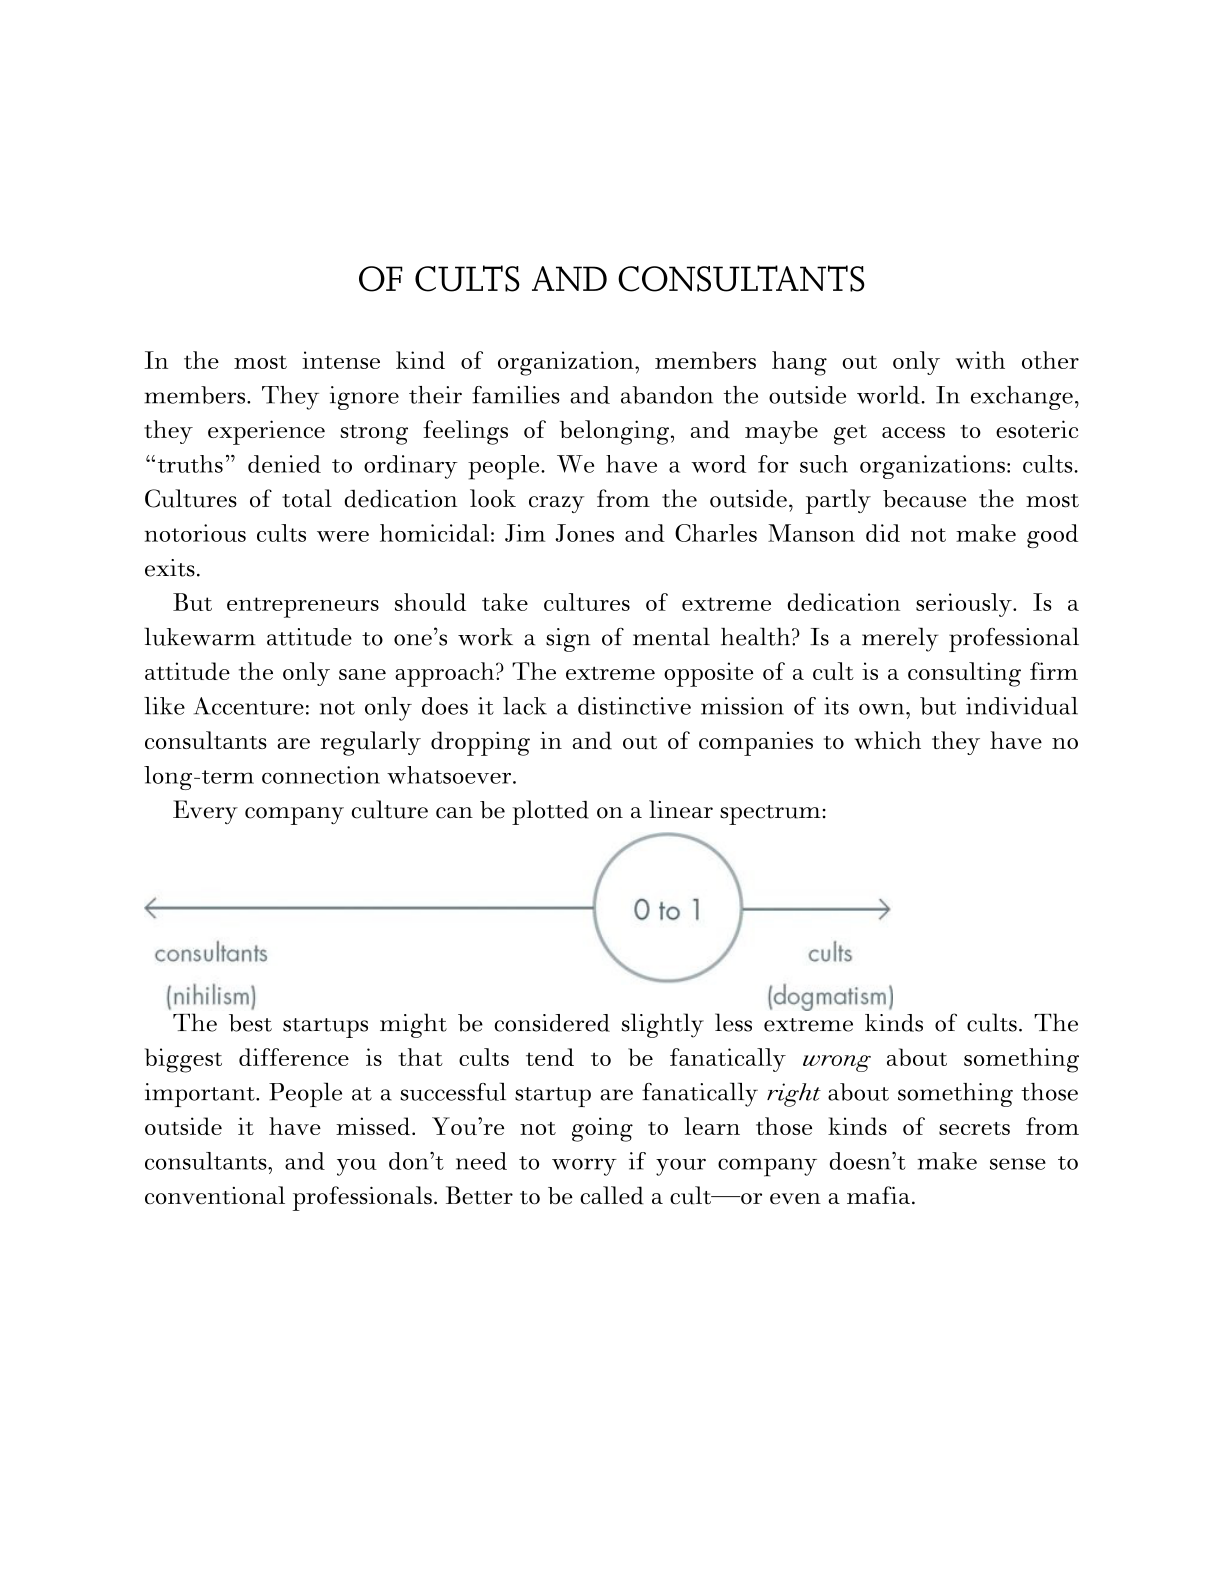 OF CULTS AND CONSULTANTS
In the most intense kind of organization, members hang out only with other
members. They ignore their families and abandon the outside world. In exchange,
they experience strong feelings of belonging, and maybe get access to esoteric
“truths” denied to ordinary people. We have a word for such organizations: cults.
Cultures of total dedication look crazy from the outside, partly because the most
notorious cults were homicidal: Jim Jones and Charles Manson did not make good
exits.
But entrepreneurs should take cultures of extreme dedication seriously. Is a
lukewarm attitude to one’s work a sign of mental health? Is a merely professional
attitude the only sane approach? The extreme opposite of a cult is a consulting firm
like Accenture: not only does it lack a distinctive mission of its own, but individual
consultants are regularly dropping in and out of companies to which they have no
long-term connection whatsoever.
Every company culture can be plotted on a linear spectrum:
0 to 1
consultants cults
(nihilism) (dogmatism)
The best startups might be considered slightly less extreme kinds of cults. The
biggest difference is that cults tend to be fanatically wrong about something
important. People at a successful startup are fanatically right about something those
outside it have missed. You’re not going to learn those kinds of secrets from
consultants, and you don’t need to worry if your company doesn’t make sense to
conventional professionals. Better to be called a cult—or even a mafia.